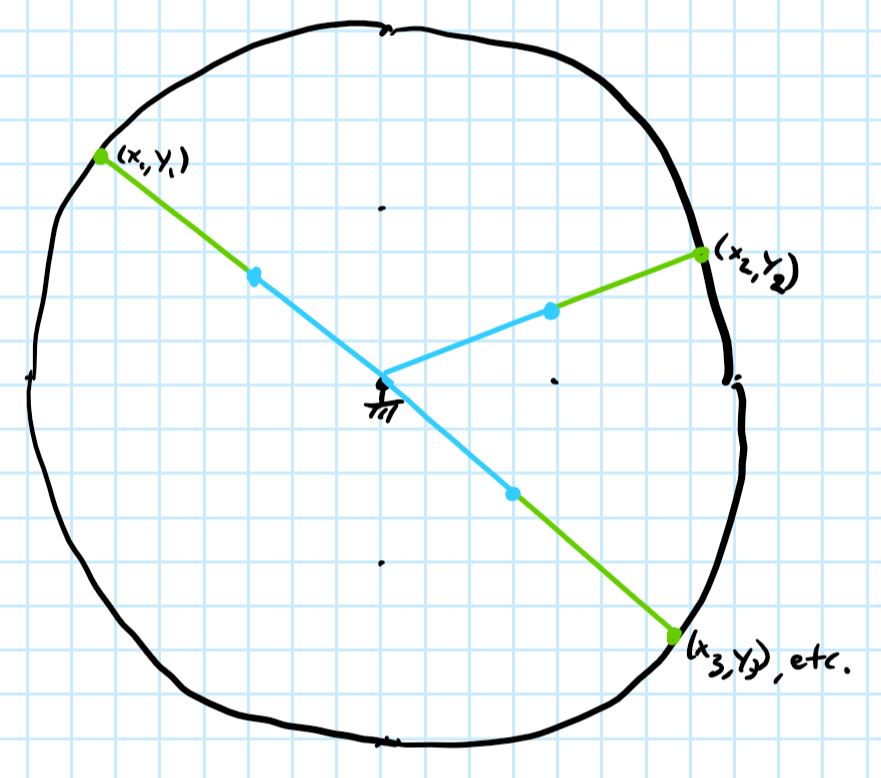 (x₁,y₁)
(x₂,y₂)
(x₃,y₃), etc.